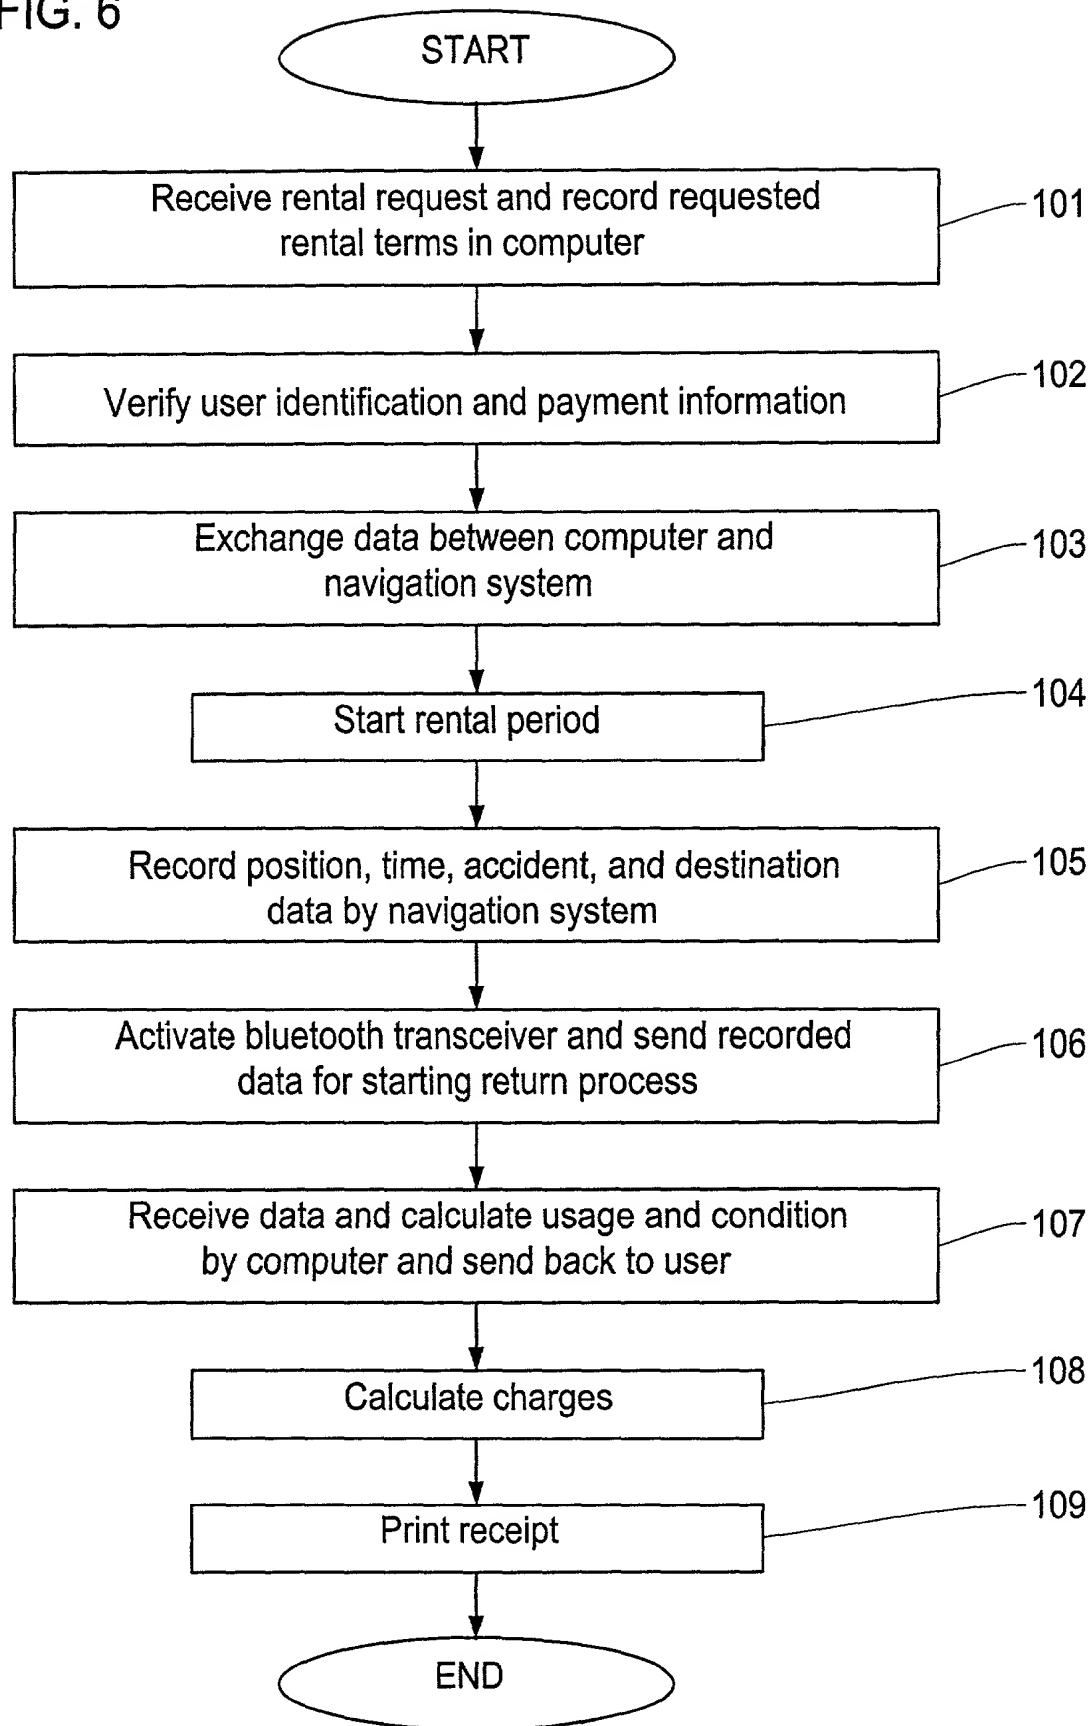 FIG. 6
START
Receive rental request and record requested
rental terms in computer
101
Verify user identification and payment information
102
Exchange data between computer and
navigation system
103
Start rental period
104
Record position, time, accident, and destination
data by navigation system
105
Activate bluetooth transceiver and send recorded
data for starting return process
106
Receive data and calculate usage and condition
by computer and send back to user
107
Calculate charges
108
Print receipt
109
END